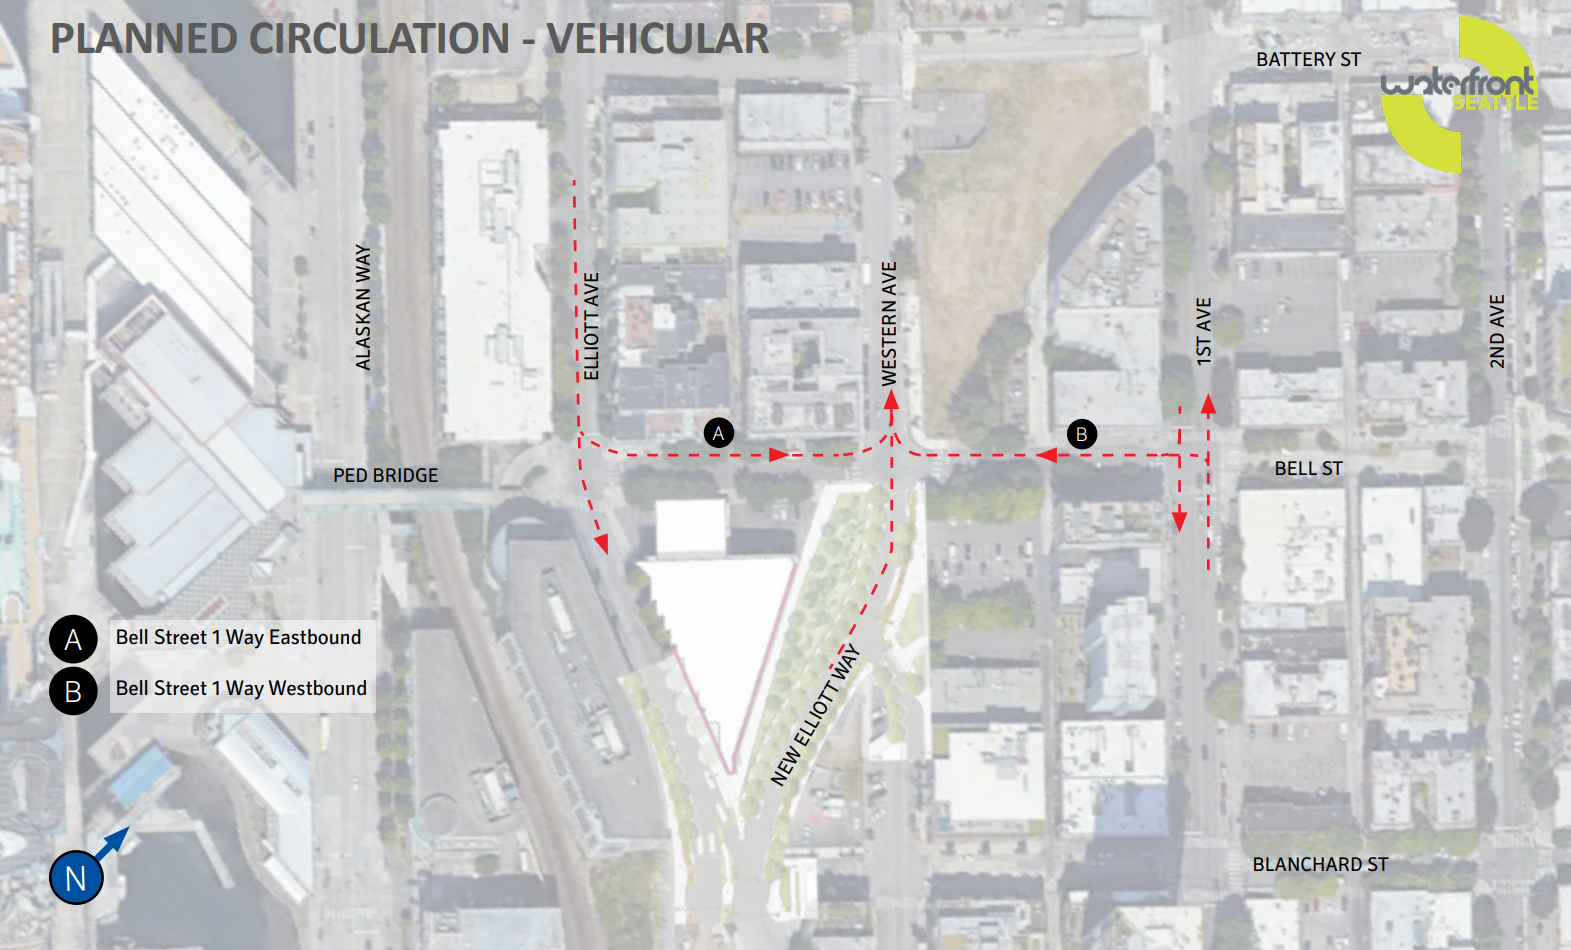 PLANNED CIRCULATION - VEHICULAR
BATTERY ST
waterfront
SEATTLE
ALASKAN WAY
ELLIOTT AVE
WESTERN AVE
1ST AVE
2ND AVE
A
B
PED BRIDGE
BELL ST
A Bell Street 1 Way Eastbound
B Bell Street 1 Way Westbound
NEW ELLIOTT WAY
BLANCHARD ST
N